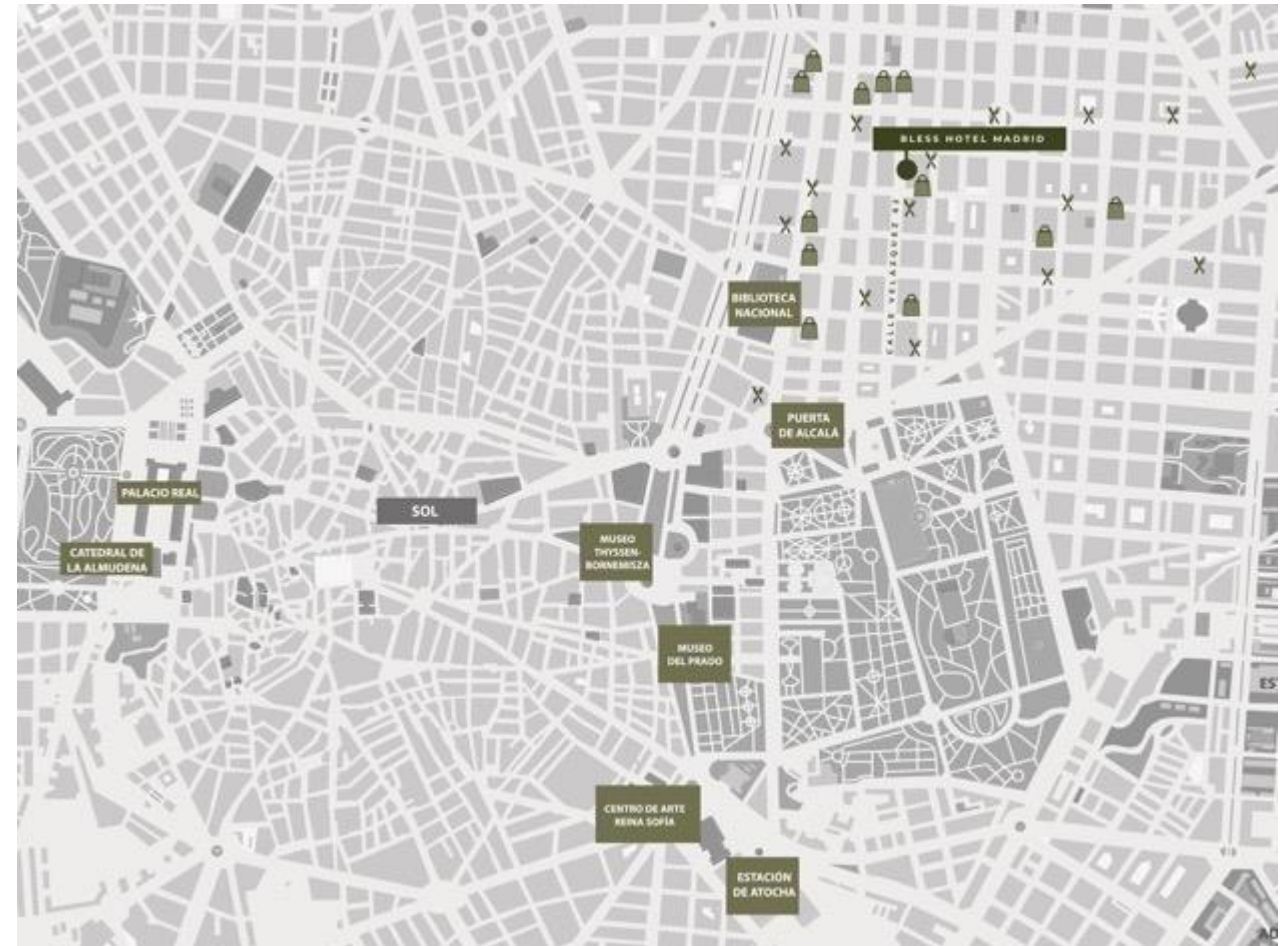 BLESS HOTEL MADRID
CALLE VELÁZQUEZ 62
BIBLIOTECA
NACIONAL
PUERTA
DE ALCALÁ
PALACIO REAL
SOL
CATEDRAL DE
LA ALMUDENA
MUSEO
THYSSEN-
BORNEMISZA
MUSEO
DEL PRADO
EST
CENTRO DE ARTE
REINA SOFÍA
ESTACIÓN
DE ATOCHA